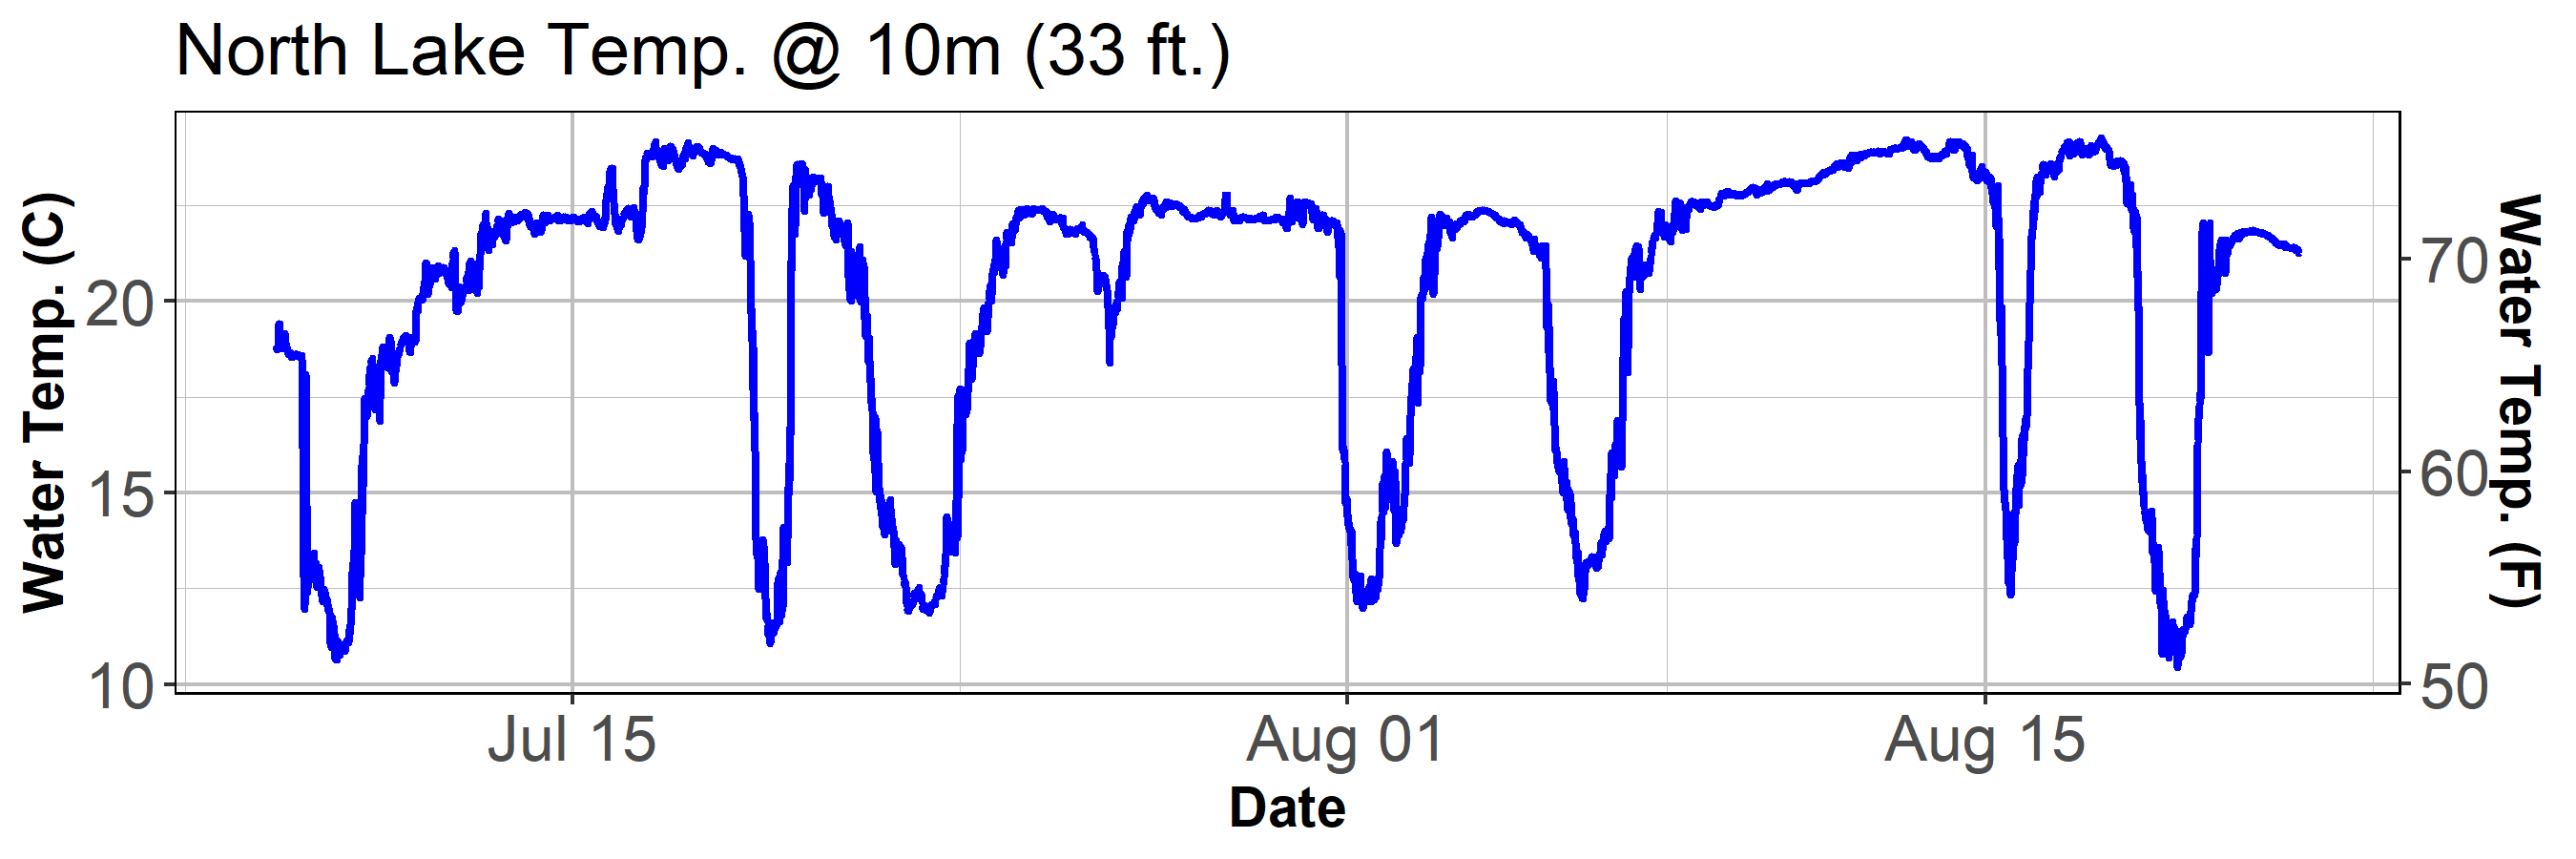 North Lake Temp. @ 10m (33 ft.)
Water Temp. (C)
20
15
10
70
60
50
Water Temp. (F)
Jul 15
Aug 01
Aug 15
Date